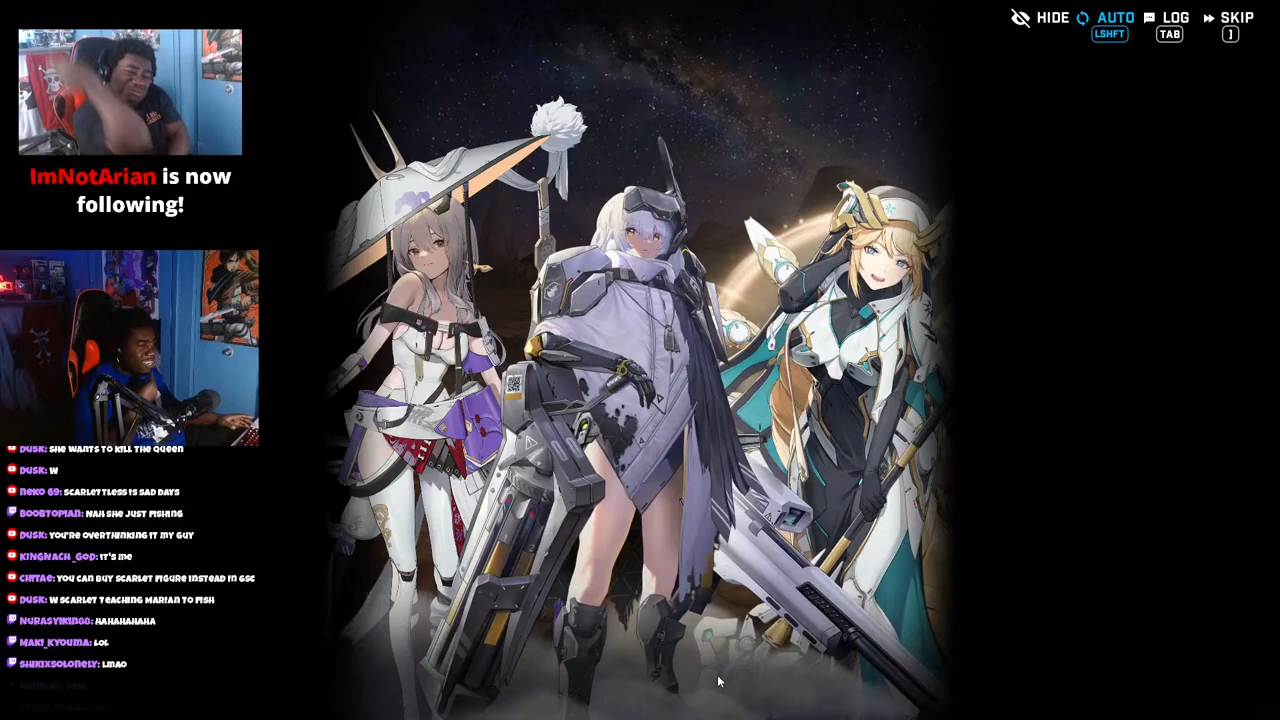 HIDE AUTO LOG SKIP
LSHFT TAB ]
ImNotArian is now
following!
DUSK: SHE WANTS TO KILL THE QUEEN
DUSK: W
NEKO 69: SCARLETTLESS IS SAD DAYS
BOOBTOPIAN: NAH SHE JUST FISHING
DUSK: YOU'RE OVERTHINKING IT MY GUY
KINGNACH_GOD: IT'S ME
CHITAE: YOU CAN BUY SCARLET FIGURE INSTEAD IN GSC
DUSK: W SCARLET TEACHING MARIAN TO FISH
NURASYIKIN88: HAHAHAHAHA
MAKI_KYOUMA: LOL
SHIKIXSOLONELY: LMAO